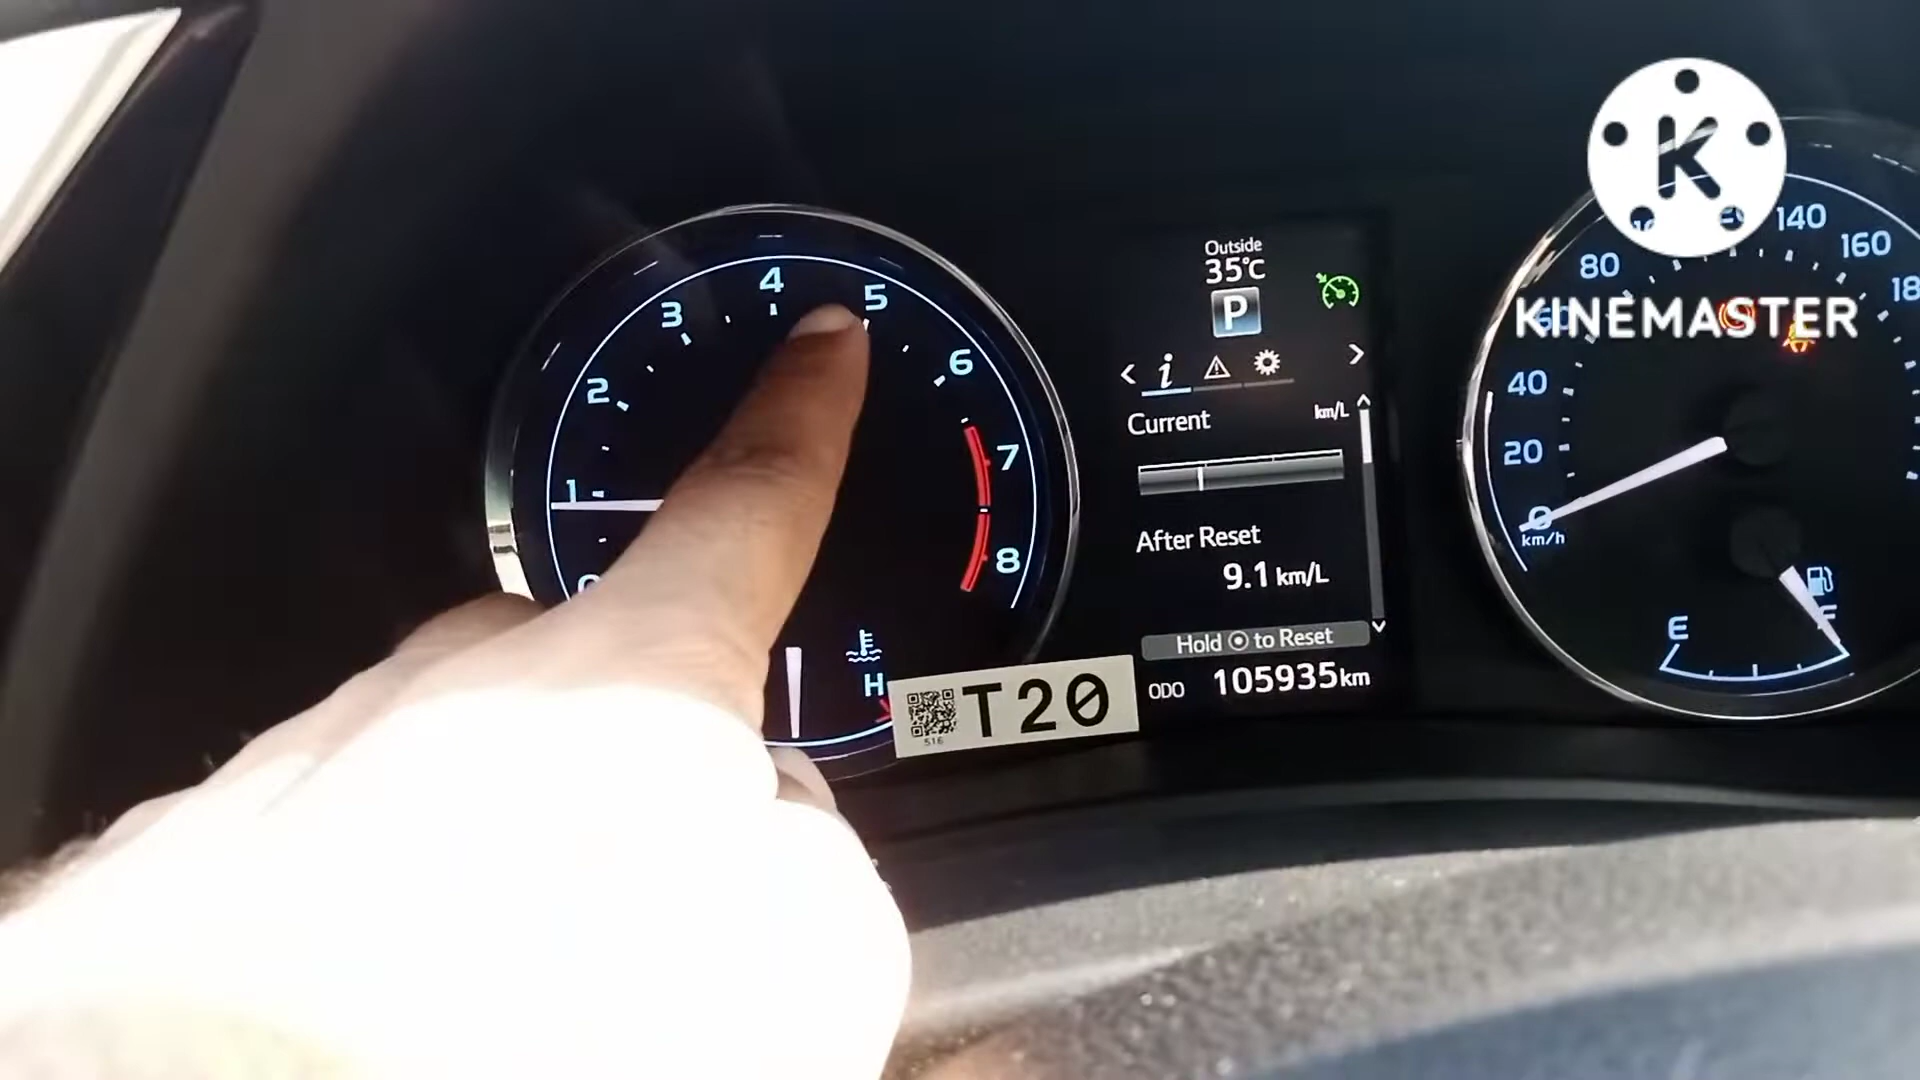 1
2
3
4
5
6
7
8
H
516
T20
Outside
35°C
P
i
Current km/L
After Reset
9.1 km/L
Hold to Reset
ODO 105935km
K
KINEMASTER
0
20
40
80
140
160
km/h
E
F